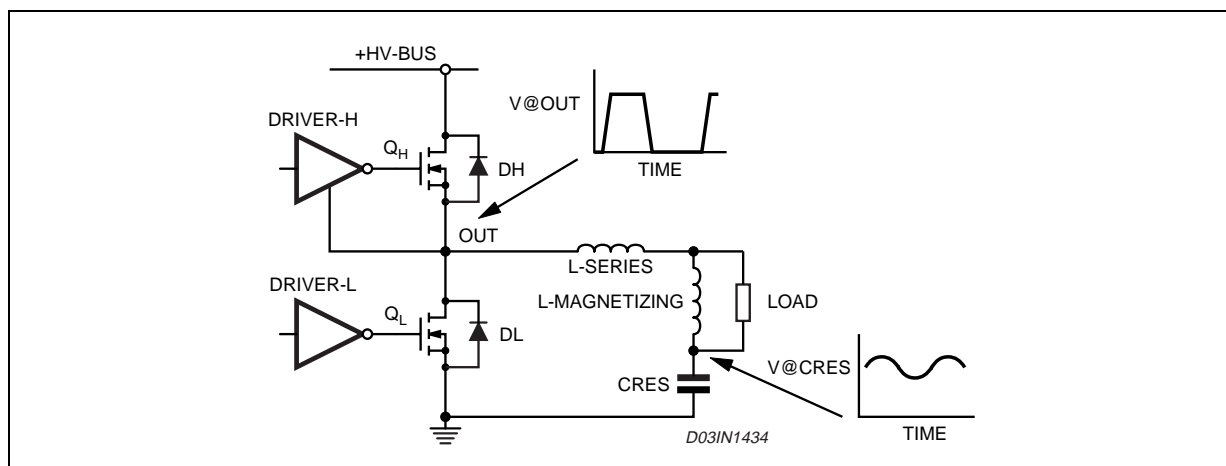 +HV-BUS
V@OUT
DRIVER-H
QH
DH
TIME
OUT
L-SERIES
DRIVER-L
L-MAGNETIZING
LOAD
QL
DL
V@CRES
CRES
D03IN1434
TIME